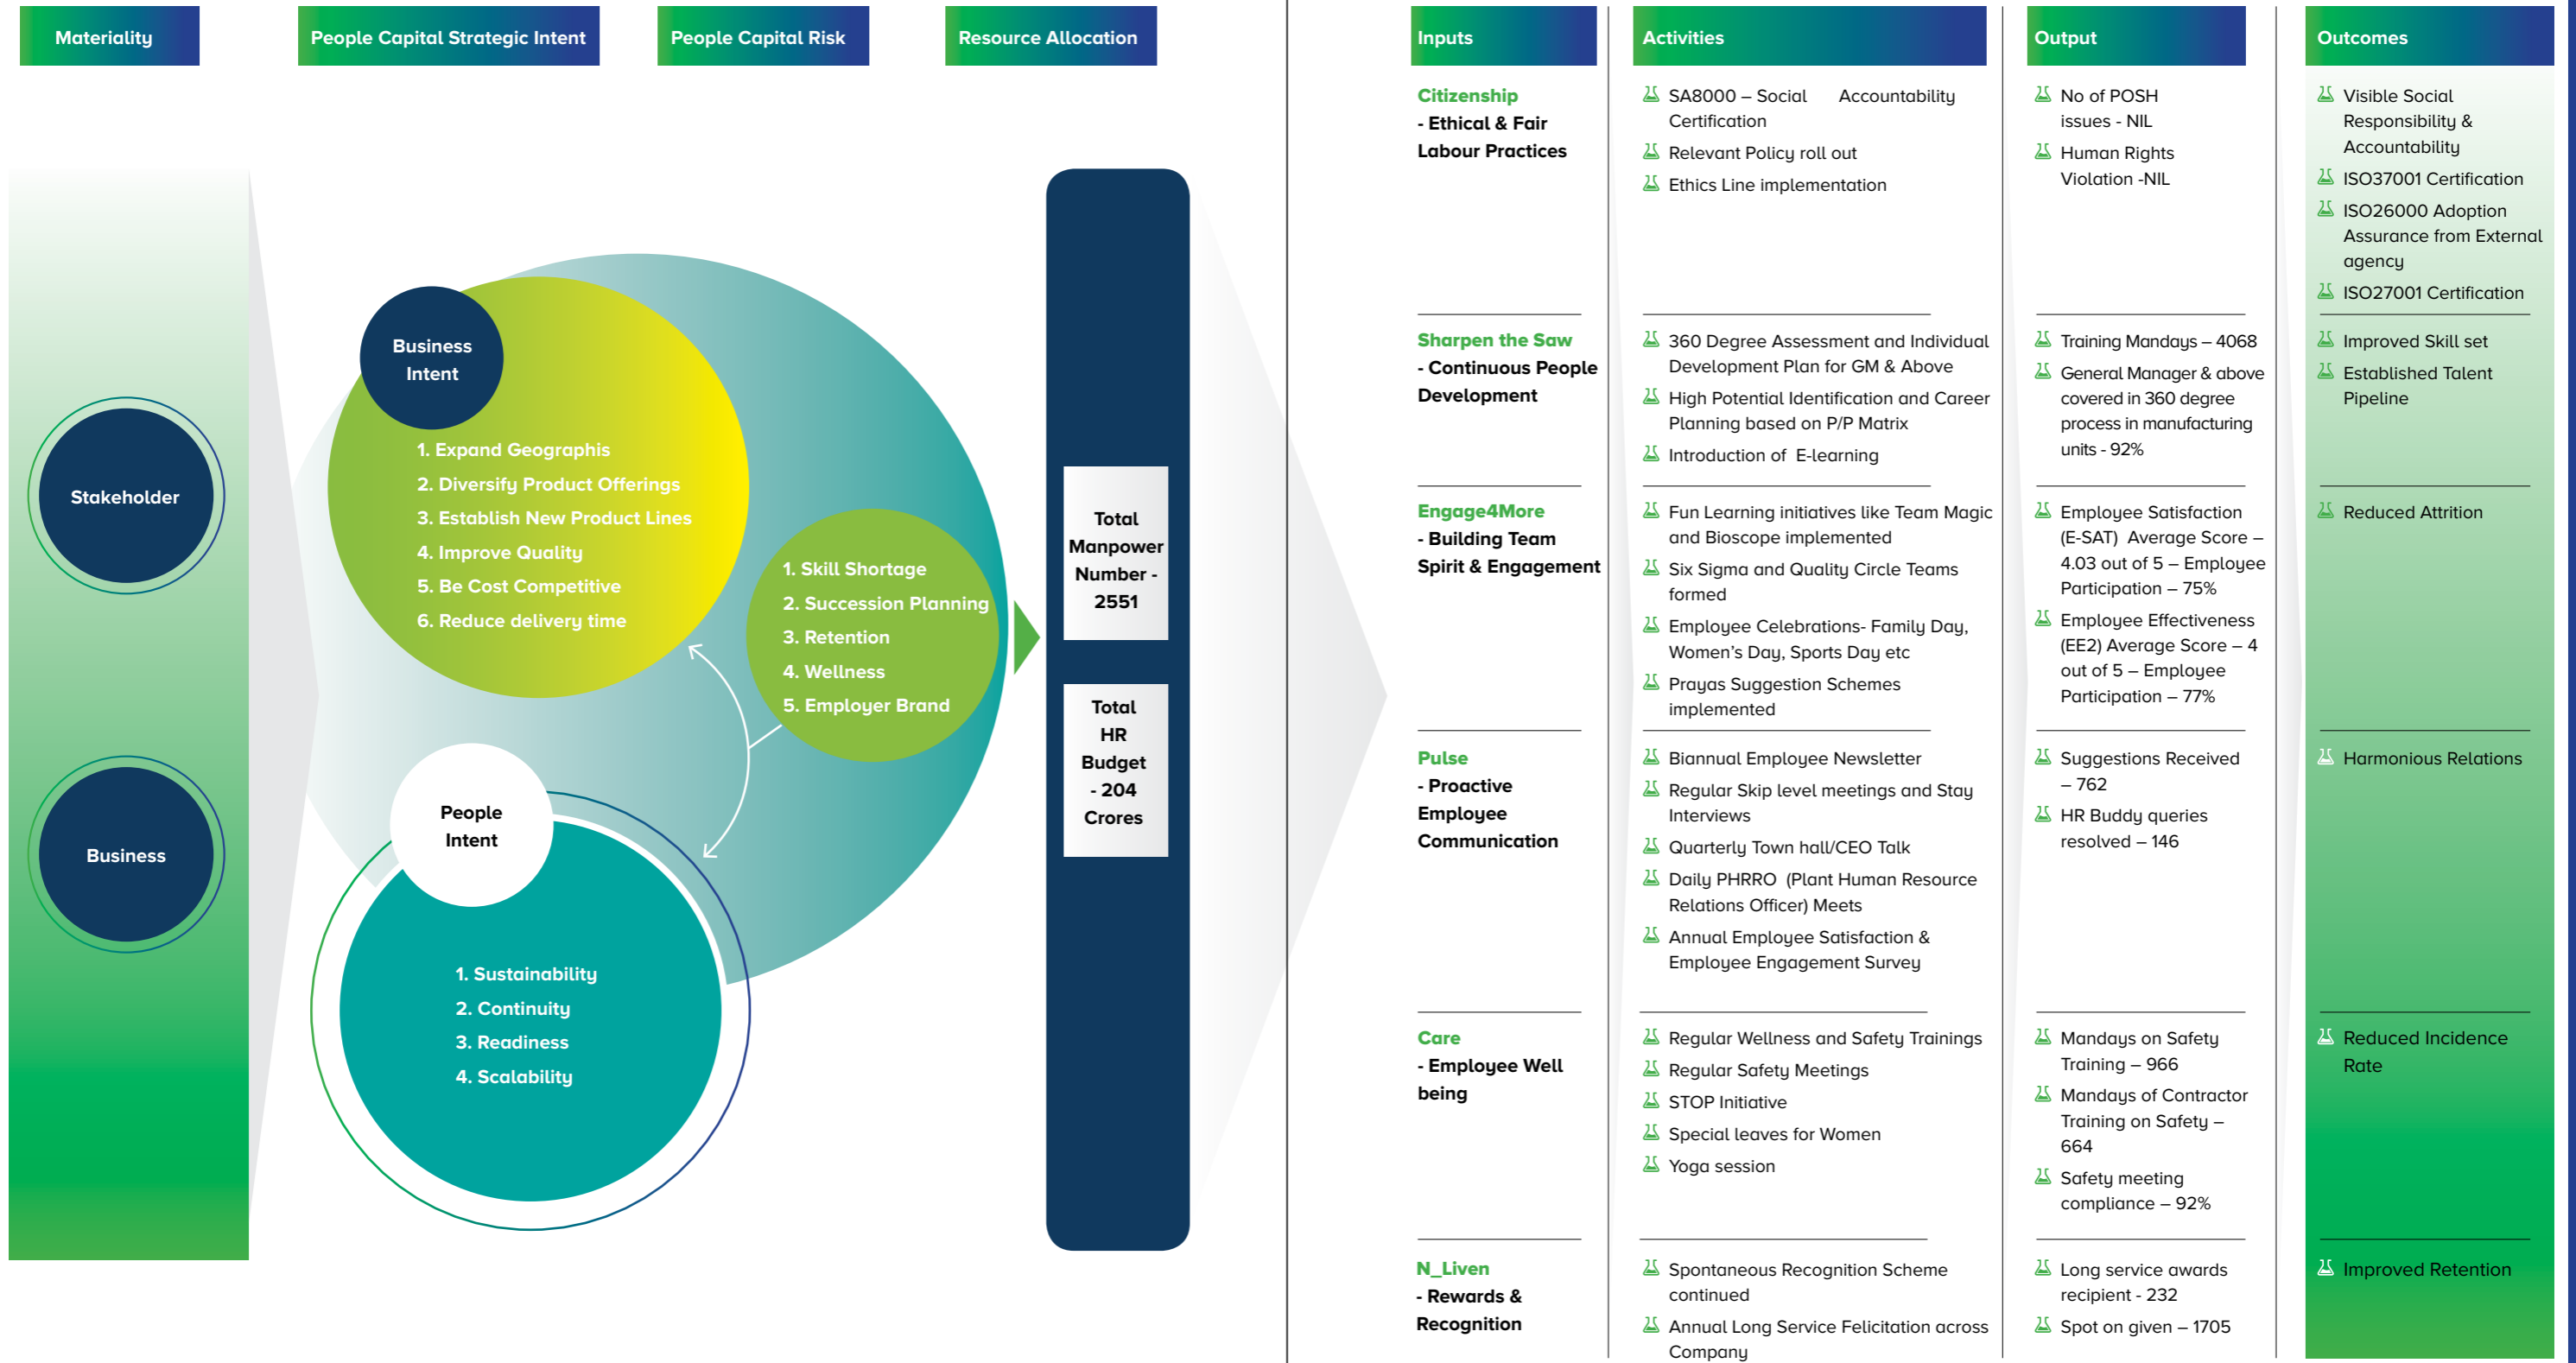 Materiality
People Capital Strategic Intent
People Capital Risk
Resource Allocation
Stakeholder
Business
Business
Intent
1. Expand Geographis
2. Diversify Product Offerings
3. Establish New Product Lines
4. Improve Quality
5. Be Cost Competitive
6. Reduce delivery time
People
Intent
1. Sustainability
2. Continuity
3. Readiness
4. Scalability
1. Skill Shortage
2. Succession Planning
3. Retention
4. Wellness
5. Employer Brand
Total
Manpower
Number -
2551
Total
HR
Budget
- 204
Crores
Inputs
Activities
Output
Outcomes
Citizenship
- Ethical & Fair
Labour Practices
SA8000 – Social Accountability
Certification
Relevant Policy roll out
Ethics Line implementation
No of POSH
issues - NIL
Human Rights
Violation -NIL
Visible Social
Responsibility &
Accountability
ISO37001 Certification
ISO26000 Adoption
Assurance from External
agency
ISO27001 Certification
Sharpen the Saw
- Continuous People
Development
360 Degree Assessment and Individual
Development Plan for GM & Above
High Potential Identification and Career
Planning based on P/P Matrix
Introduction of E-learning
Training Mandays – 4068
General Manager & above
covered in 360 degree
process in manufacturing
units - 92%
Improved Skill set
Established Talent
Pipeline
Engage4More
- Building Team
Spirit & Engagement
Fun Learning initiatives like Team Magic
and Bioscope implemented
Six Sigma and Quality Circle Teams
formed
Employee Celebrations- Family Day,
Women's Day, Sports Day etc
Prayas Suggestion Schemes
implemented
Employee Satisfaction
(E-SAT) Average Score –
4.03 out of 5 – Employee
Participation – 75%
Employee Effectiveness
(EE2) Average Score – 4
out of 5 – Employee
Participation – 77%
Reduced Attrition
Pulse
- Proactive
Employee
Communication
Biannual Employee Newsletter
Regular Skip level meetings and Stay
Interviews
Quarterly Town hall/CEO Talk
Daily PHRRO (Plant Human Resource
Relations Officer) Meets
Annual Employee Satisfaction &
Employee Engagement Survey
Suggestions Received
– 762
HR Buddy queries
resolved – 146
Harmonious Relations
Care
- Employee Well
being
Regular Wellness and Safety Trainings
Regular Safety Meetings
STOP Initiative
Special leaves for Women
Yoga session
Mandays on Safety
Training – 966
Mandays of Contractor
Training on Safety –
664
Safety meeting
compliance – 92%
Reduced Incidence
Rate
N_Liven
- Rewards &
Recognition
Spontaneous Recognition Scheme
continued
Annual Long Service Felicitation across
Company
Long service awards
recipient - 232
Spot on given – 1705
Improved Retention